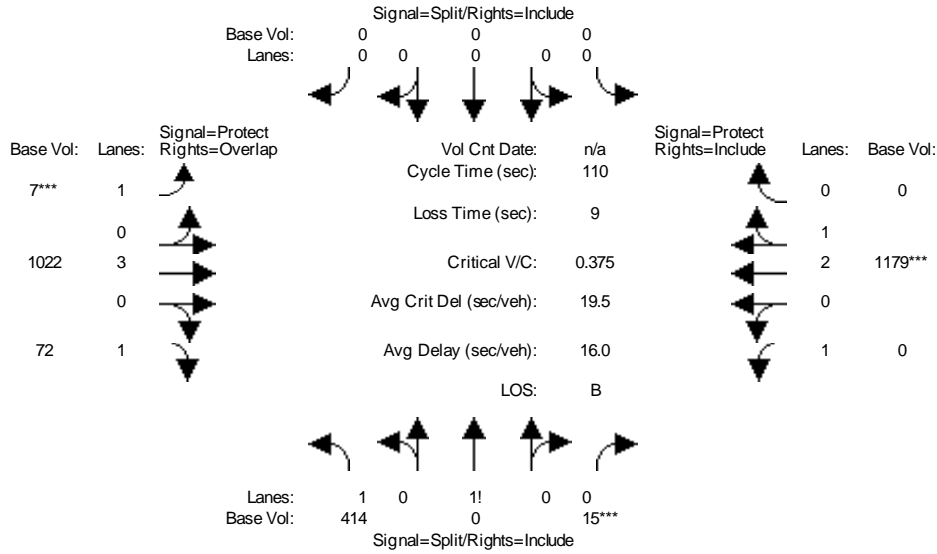 Signal=Split/Rights=Include
Base Vol: 0 0 0
Lanes: 0 0 0 0 0
Signal=Protect Signal=Protect
Base Vol: Lanes: Rights=Overlap Vol Cnt Date: n/a Rights=Include Lanes: Base Vol:
Cycle Time (sec): 110
7*** 1 0 0
Loss Time (sec): 9
0 1
1022 3 Critical V/C: 0.375 2 1179***
0 Avg Crit Del (sec/veh): 19.5 0
72 1 Avg Delay (sec/veh): 16.0 1 0
LOS: B
Lanes: 1 0 1! 0 0
Base Vol: 414 0 15***
Signal=Split/Rights=Include